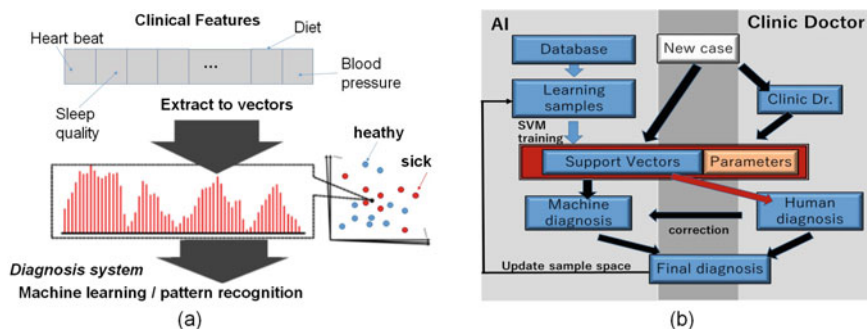 Clinical Features
Heart beat
Diet
...
Sleep
quality
Blood
pressure
Extract to vectors
heathy
sick
Diagnosis system
Machine learning / pattern recognition
(a)
AI
Clinic Doctor
Database
New case
Learning
samples
Clinic Dr.
SVM
training
Support Vectors
Parameters
Machine
diagnosis
Human
diagnosis
correction
Update sample space
Final diagnosis
(b)